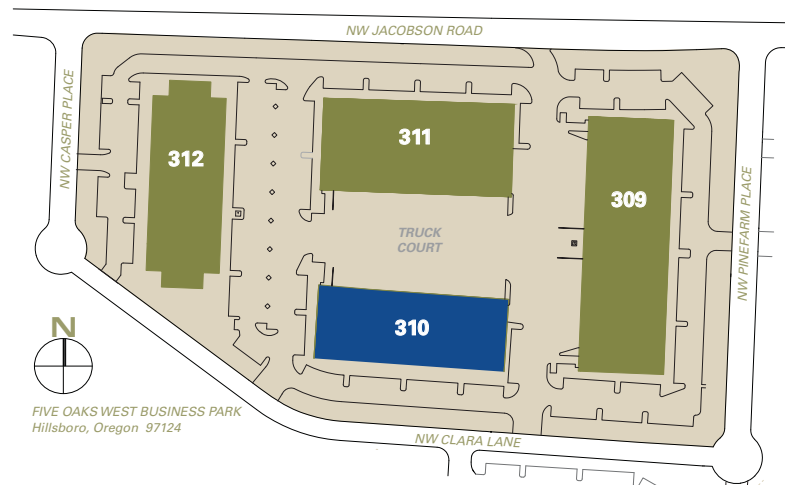 NW JACOBSON ROAD
NW CASPER PLACE
312
311
309
TRUCK
COURT
NW PINEFARM PLACE
310
N
FIVE OAKS WEST BUSINESS PARK
Hillsboro, Oregon 97124
NW CLARA LANE